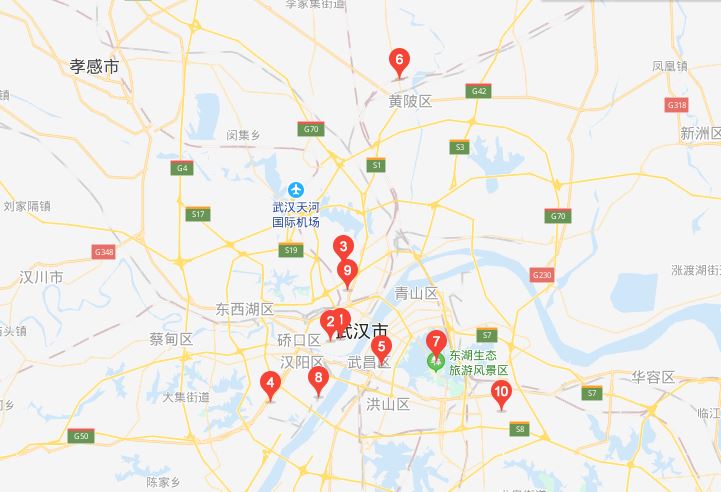 李家集街道
孝感市
6
凤凰镇
G42
黄陂区
G318
G70
新洲区
闵集乡
S3
S1
G4
武汉天河
国际机场
刘家隔镇
S17
G70
3
S19
G348
9
涨渡湖街
G230
汉川市
青山区
东西湖区
2
1
武汉市
S7
蔡甸区
硚口区
5
7
东湖生态
旅游风景区
汉阳区
武昌区
华容区
4
8
10
S7
大集街道
洪山区
临江
S8
G50
陈家乡